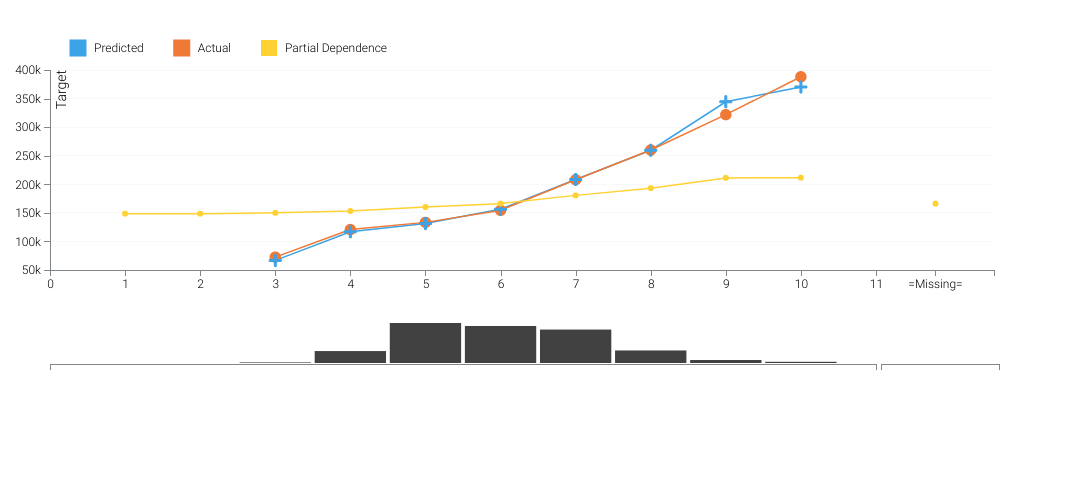 Predicted Actual Partial Dependence
Target
400k
350k
300k
250k
200k
150k
100k
50k
0 1 2 3 4 5 6 7 8 9 10 11 =Missing=